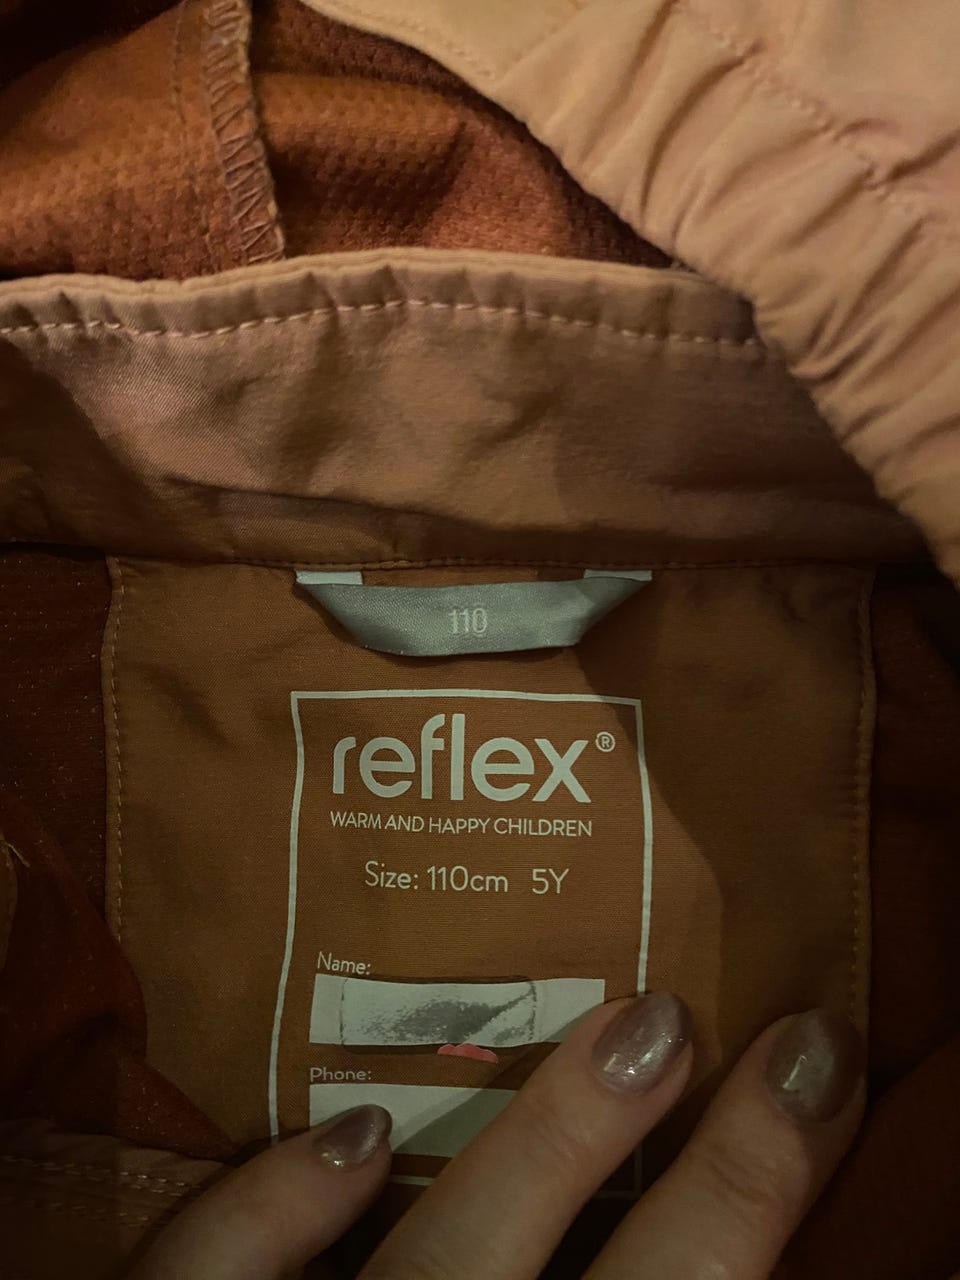 110
reflex®
WARM AND HAPPY CHILDREN
Size: 110cm 5Y
Name:
Phone: